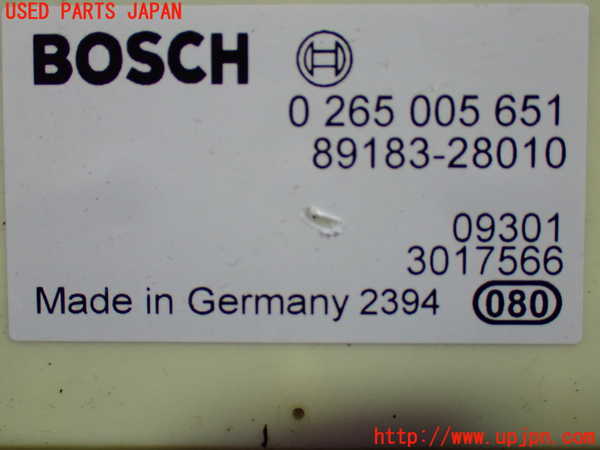 USED PARTS JAPAN
BOSCH
0 265 005 651
89183-28010
09301
3017566
Made in Germany 2394 080
http://www.upjpn.com/